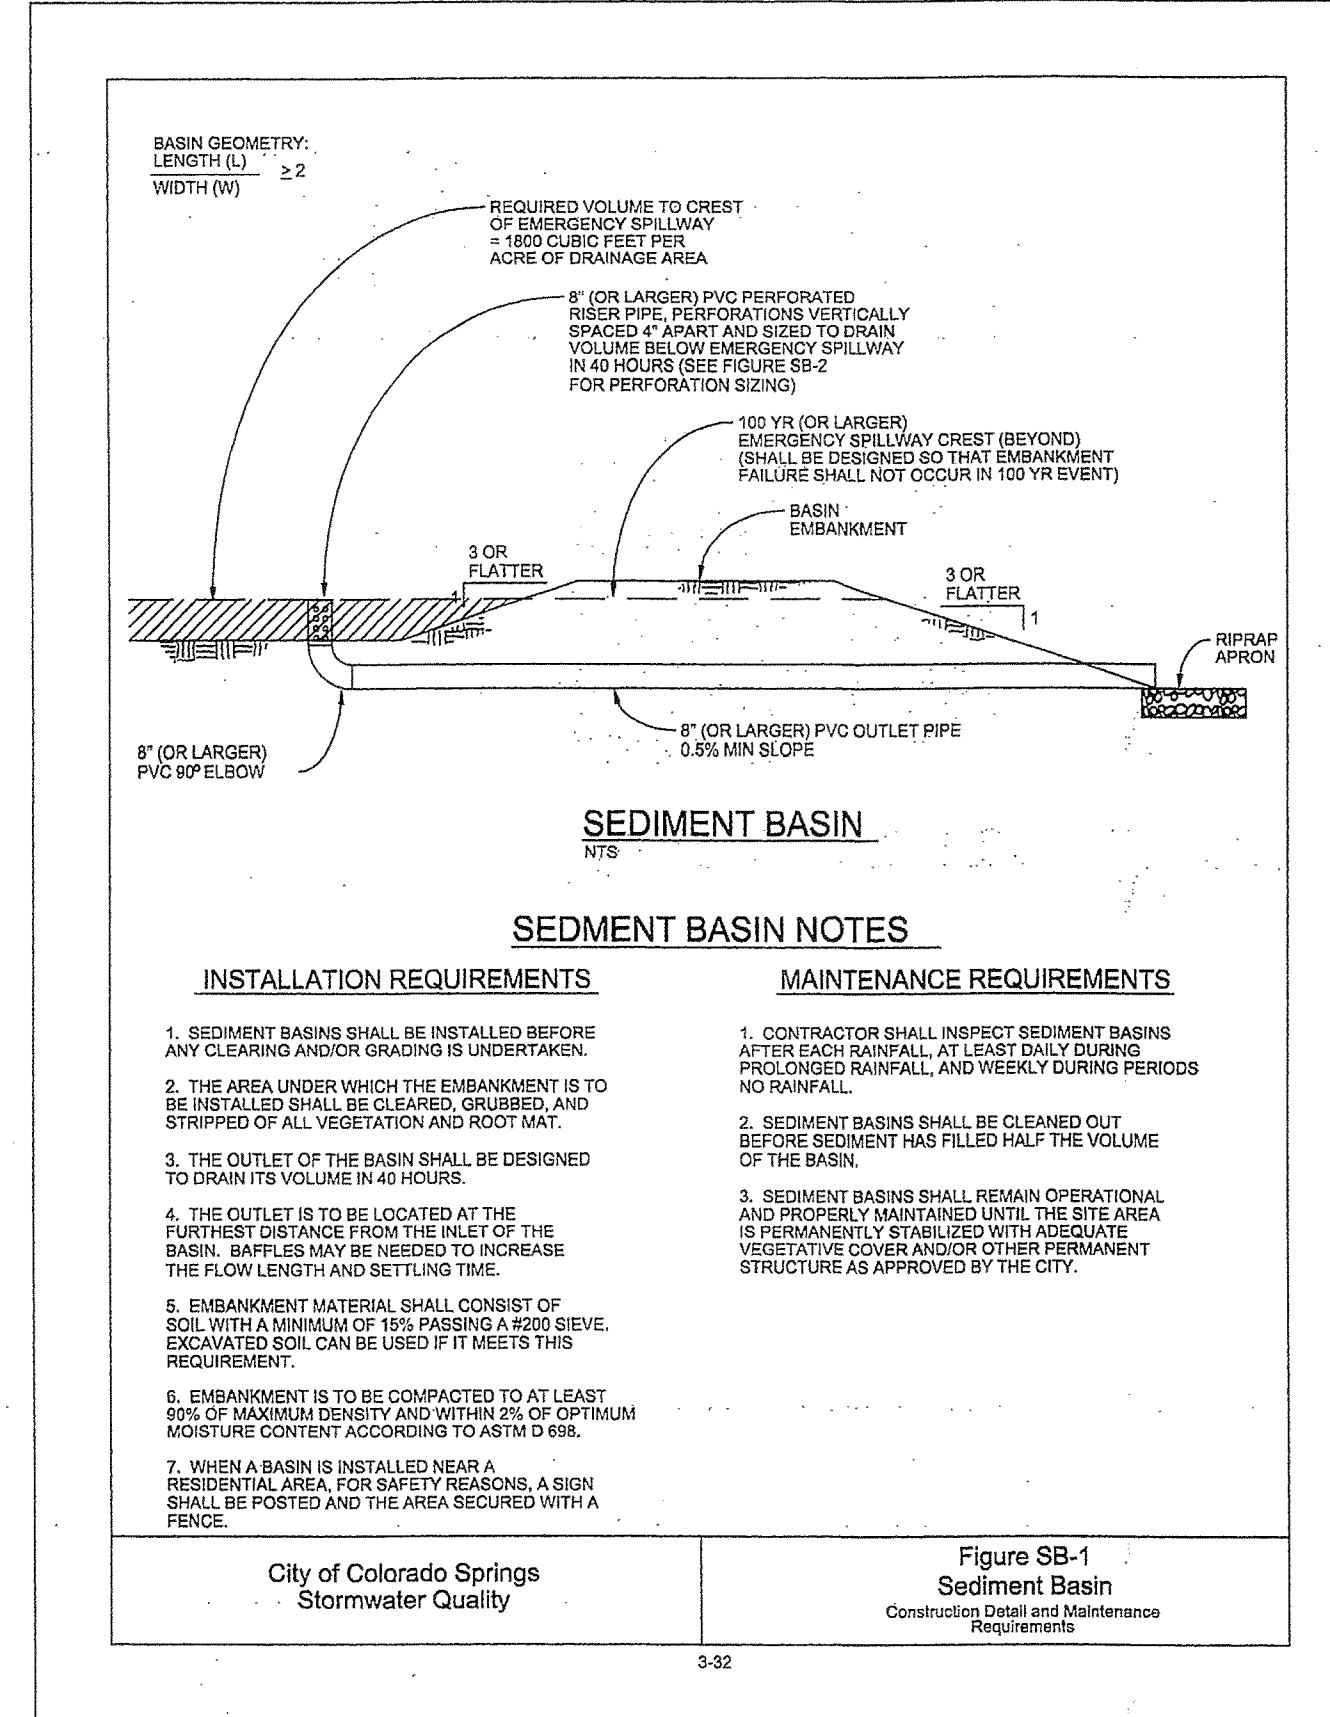 BASIN GEOMETRY:
LENGTH (L)
≥ 2
WIDTH (W)
REQUIRED VOLUME TO CREST
OF EMERGENCY SPILLWAY
= 1800 CUBIC FEET PER
ACRE OF DRAINAGE AREA
8" (OR LARGER) PVC PERFORATED
RISER PIPE, PERFORATIONS VERTICALLY
SPACED 4" APART AND SIZED TO DRAIN
VOLUME BELOW EMERGENCY SPILLWAY
IN 40 HOURS (SEE FIGURE SB-2
FOR PERFORATION SIZING)
100 YR (OR LARGER)
EMERGENCY SPILLWAY CREST (BEYOND)
(SHALL BE DESIGNED SO THAT EMBANKMENT
FAILURE SHALL NOT OCCUR IN 100 YR EVENT)
BASIN
EMBANKMENT
3 OR
FLATTER
1
3 OR
FLATTER
1
RIPRAP
APRON
8" (OR LARGER) PVC OUTLET PIPE
0.5% MIN SLOPE
8" (OR LARGER)
PVC 90º ELBOW
SEDIMENT BASIN
NTS
SEDMENT BASIN NOTES
INSTALLATION REQUIREMENTS
1. SEDIMENT BASINS SHALL BE INSTALLED BEFORE
ANY CLEARING AND/OR GRADING IS UNDERTAKEN.
2. THE AREA UNDER WHICH THE EMBANKMENT IS TO
BE INSTALLED SHALL BE CLEARED, GRUBBED, AND
STRIPPED OF ALL VEGETATION AND ROOT MAT.
3. THE OUTLET OF THE BASIN SHALL BE DESIGNED
TO DRAIN ITS VOLUME IN 40 HOURS.
4. THE OUTLET IS TO BE LOCATED AT THE
FURTHEST DISTANCE FROM THE INLET OF THE
BASIN. BAFFLES MAY BE NEEDED TO INCREASE
THE FLOW LENGTH AND SETTLING TIME.
5. EMBANKMENT MATERIAL SHALL CONSIST OF
SOIL WITH A MINIMUM OF 15% PASSING A #200 SIEVE.
EXCAVATED SOIL CAN BE USED IF IT MEETS THIS
REQUIREMENT.
6. EMBANKMENT IS TO BE COMPACTED TO AT LEAST
90% OF MAXIMUM DENSITY AND WITHIN 2% OF OPTIMUM
MOISTURE CONTENT ACCORDING TO ASTM D 698.
7. WHEN A BASIN IS INSTALLED NEAR A
RESIDENTIAL AREA, FOR SAFETY REASONS, A SIGN
SHALL BE POSTED AND THE AREA SECURED WITH A
FENCE.
MAINTENANCE REQUIREMENTS
1. CONTRACTOR SHALL INSPECT SEDIMENT BASINS
AFTER EACH RAINFALL, AT LEAST DAILY DURING
PROLONGED RAINFALL, AND WEEKLY DURING PERIODS
NO RAINFALL.
2. SEDIMENT BASINS SHALL BE CLEANED OUT
BEFORE SEDIMENT HAS FILLED HALF THE VOLUME
OF THE BASIN.
3. SEDIMENT BASINS SHALL REMAIN OPERATIONAL
AND PROPERLY MAINTAINED UNTIL THE SITE AREA
IS PERMANENTLY STABILIZED WITH ADEQUATE
VEGETATIVE COVER AND/OR OTHER PERMANENT
STRUCTURE AS APPROVED BY THE CITY.
City of Colorado Springs
Stormwater Quality
Figure SB-1
Sediment Basin
Construction Detail and Maintenance
Requirements
3-32